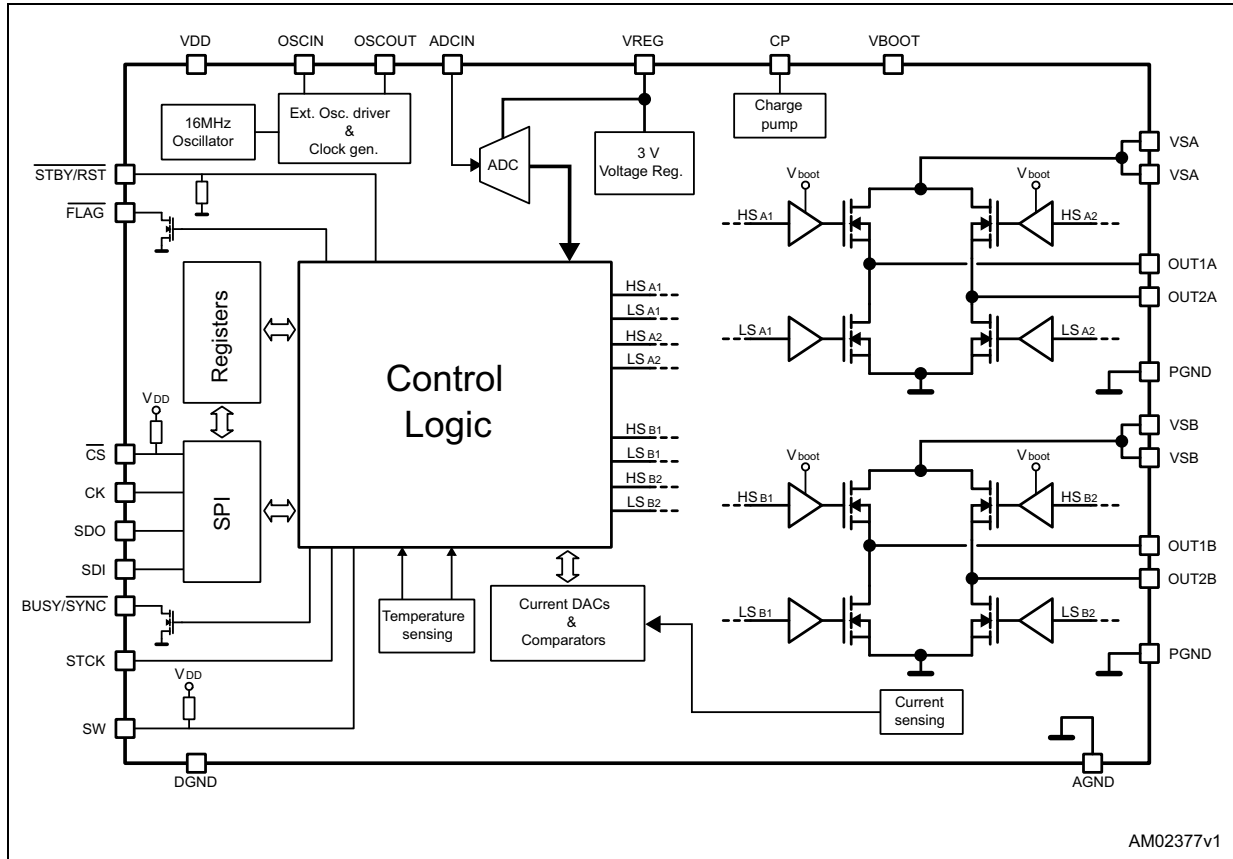 VDD
OSCIN
OSCOUT
ADCIN
VREG
CP
VBOOT
16MHz
Oscillator
Ext. Osc. driver
&
Clock gen.
ADC
3 V
Voltage Reg.
Charge
pump
VSA
VSA
STBY/RST
FLAG
Vboot
Vboot
HS A1
HS A2
OUT1A
OUT2A
LS A1
LS A2
PGND
Registers
Control
Logic
HS A1
LS A1
HS A2
LS A2
HS B1
LS B1
HS B2
LS B2
VDD
CS
CK
SDO
SDI
SPI
VSB
VSB
Vboot
Vboot
HS B1
HS B2
OUT1B
OUT2B
LS B1
LS B2
PGND
BUSY/SYNC
STCK
VDD
SW
Temperature
sensing
Current DACs
&
Comparators
Current
sensing
DGND
AGND
AM02377v1